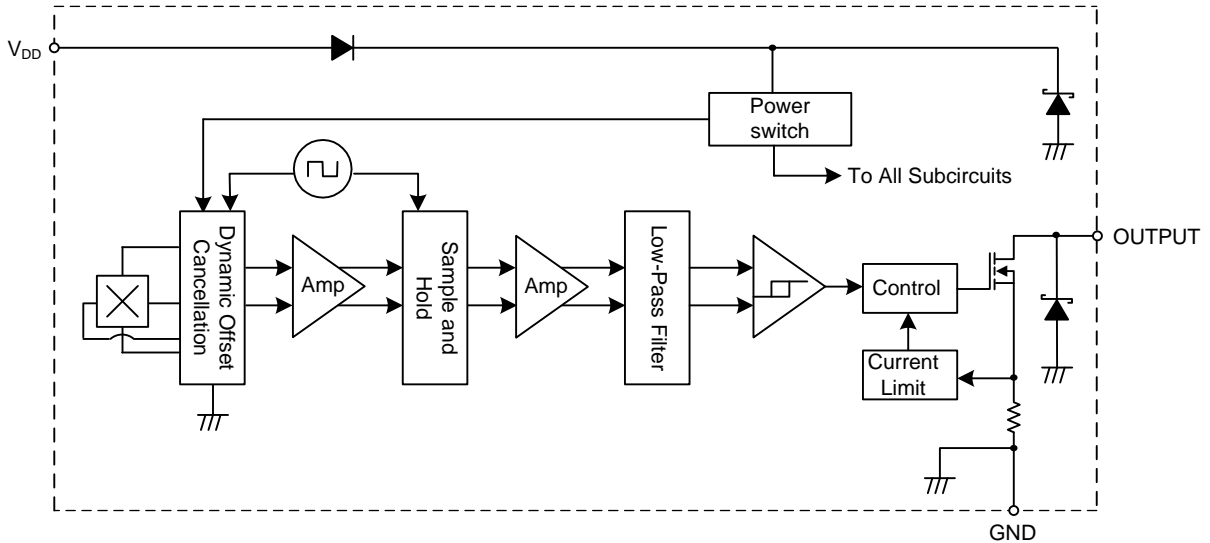 V_DD
Power
switch
To All Subcircuits
OUTPUT
Dynamic Offset
Cancellation
Amp
Sample and
Hold
Amp
Low-Pass Filter
Control
Current
Limit
GND